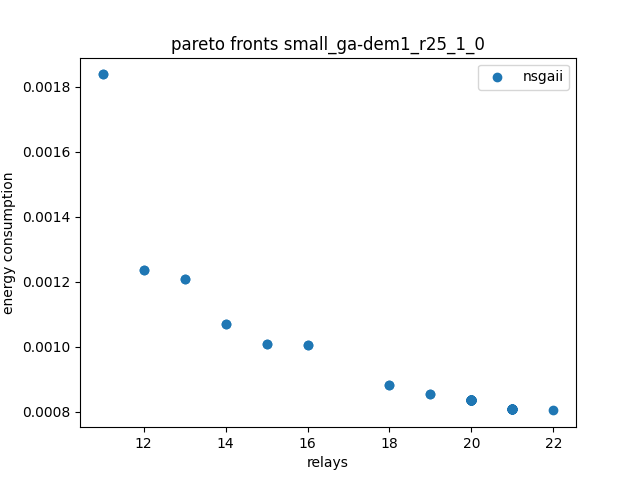 pareto fronts small_ga-dem1_r25_1_0
nsgaii
0.0018
0.0016
0.0014
0.0012
0.0010
0.0008
energy consumption
12 14 16 18 20 22
relays